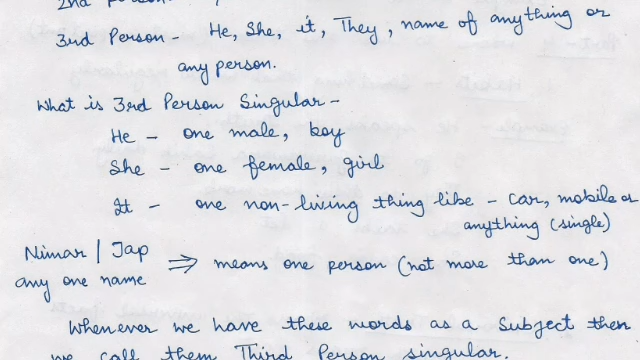 2nd Person
3rd Person - He, She, it, They, name of anything or
any person.
What is 3rd Person Singular -
He - one male, boy
She - one female, girl
It - one non-living thing like - car, mobile or
anything (single)
Nimar | Jap
any one name ⇒ means one person (not more than one)
Whenever we have these words as a Subject then
we call them Third Person singular.